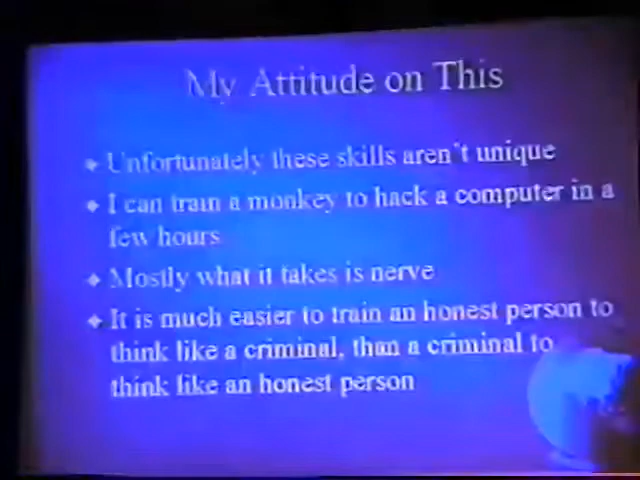 My Attitude on This
Unfortunately these skills aren't unique
I can train a monkey to hack a computer in a
few hours
Mostly what it takes is nerve
It is much easier to train an honest person to
think like a criminal, than a criminal to
think like an honest person